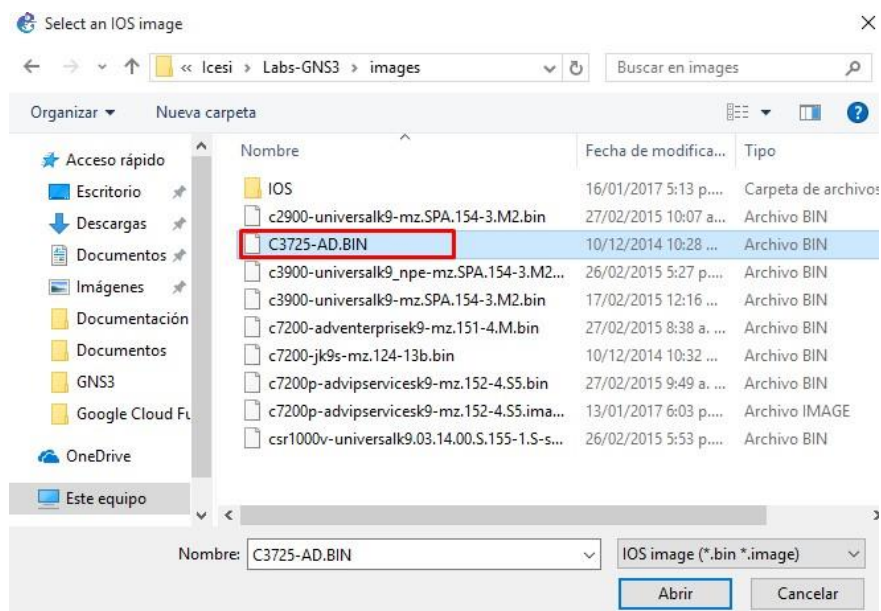 Select an IOS image
« Icesi > Labs-GNS3 > images
Buscar en images
Organizar
Nueva carpeta
Acceso rápido
Escritorio
Descargas
Documentos
Imágenes
Documentación
Documentos
GNS3
Google Cloud Fu
OneDrive
Este equipo
Nombre Fecha de modifica... Tipo
IOS 16/01/2017 5:13 p.... Carpeta de archivos
c2900-universalk9-mz.SPA.154-3.M2.bin 27/02/2015 10:07 a... Archivo BIN
C3725-AD.BIN 10/12/2014 10:28 ... Archivo BIN
c3900-universalk9_npe-mz.SPA.154-3.M2... 26/02/2015 5:27 p.... Archivo BIN
c3900-universalk9-mz.SPA.154-3.M2.bin 17/02/2015 12:16 ... Archivo BIN
c7200-adventerprisek9-mz.151-4.M.bin 27/02/2015 8:38 a. ... Archivo BIN
c7200-jk9s-mz.124-13b.bin 10/12/2014 10:32 ... Archivo BIN
c7200p-advipservicesk9-mz.152-4.S5.bin 27/02/2015 9:49 a. ... Archivo BIN
c7200p-advipservicesk9-mz.152-4.S5.ima... 13/01/2017 6:03 p.... Archivo IMAGE
csr1000v-universalk9.03.14.00.S.155-1.S-s... 26/02/2015 5:53 p.... Archivo BIN
Nombre: C3725-AD.BIN
IOS image (*.bin *.image)
Abrir
Cancelar